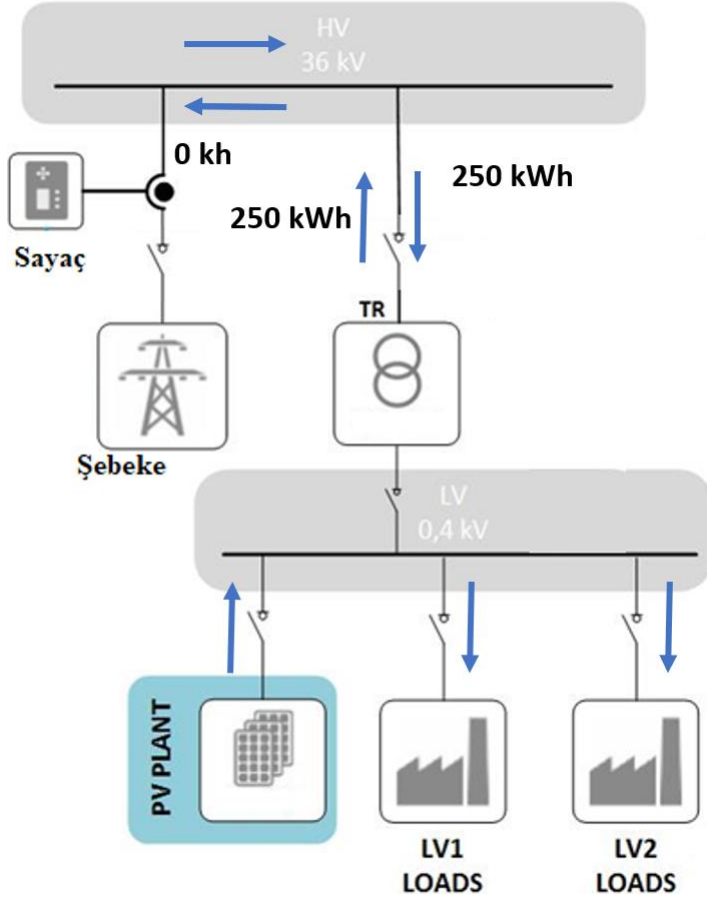 HV
36 kV
0 kh
250 kWh
250 kWh
Sayaç
TR
Şebeke
LV
0,4 kV
PV PLANT
LV1
LOADS
LV2
LOADS